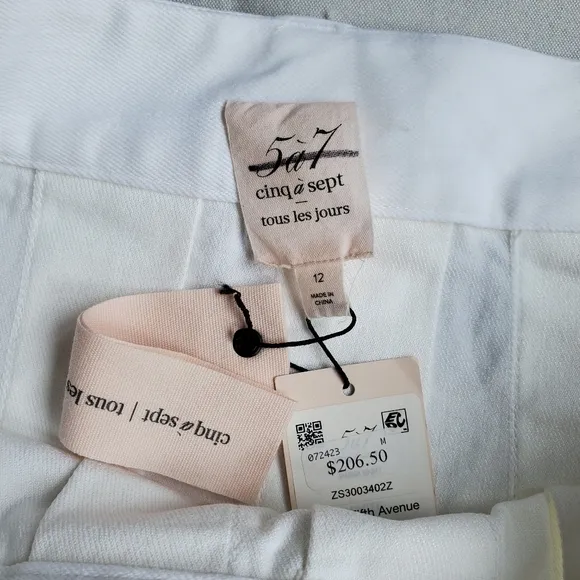 5à7
cinq à sept
tous les jours
12
MADE IN
CHINA
cinq à sept | tous les
072423
M
$206.50
ZS3003402Z
Fifth Avenue